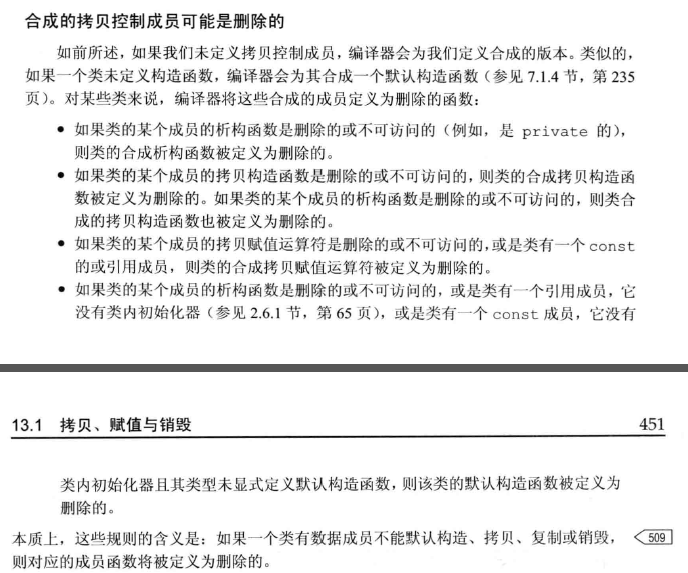 合成的拷贝控制成员可能是删除的
如前所述，如果我们未定义拷贝控制成员，编译器会为我们定义合成的版本。类似的，
如果一个类未定义构造函数，编译器会为其合成一个默认构造函数（参见 7.1.4 节，第 235
页）。对某些类来说，编译器将这些合成的成员定义为删除的函数：
● 如果类的某个成员的析构函数是删除的或不可访问的（例如，是 private 的），
则类的合成析构函数被定义为删除的。
● 如果类的某个成员的拷贝构造函数是删除的或不可访问的，则类的合成拷贝构造函
数被定义为删除的。如果类的某个成员的析构函数是删除的或不可访问的，则类合
成的拷贝构造函数也被定义为删除的。
● 如果类的某个成员的拷贝赋值运算符是删除的或不可访问的，或是类有一个 const
的或引用成员，则类的合成拷贝赋值运算符被定义为删除的。
● 如果类的某个成员的析构函数是删除的或不可访问的，或是类有一个引用成员，它
没有类内初始化器（参见 2.6.1 节，第 65 页），或是类有一个 const 成员，它没有
13.1 拷贝、赋值与销毁 451
类内初始化器且其类型未显式定义默认构造函数，则该类的默认构造函数被定义为
删除的。
本质上，这些规则的含义是：如果一个类有数据成员不能默认构造、拷贝、复制或销毁， 509
则对应的成员函数将被定义为删除的。